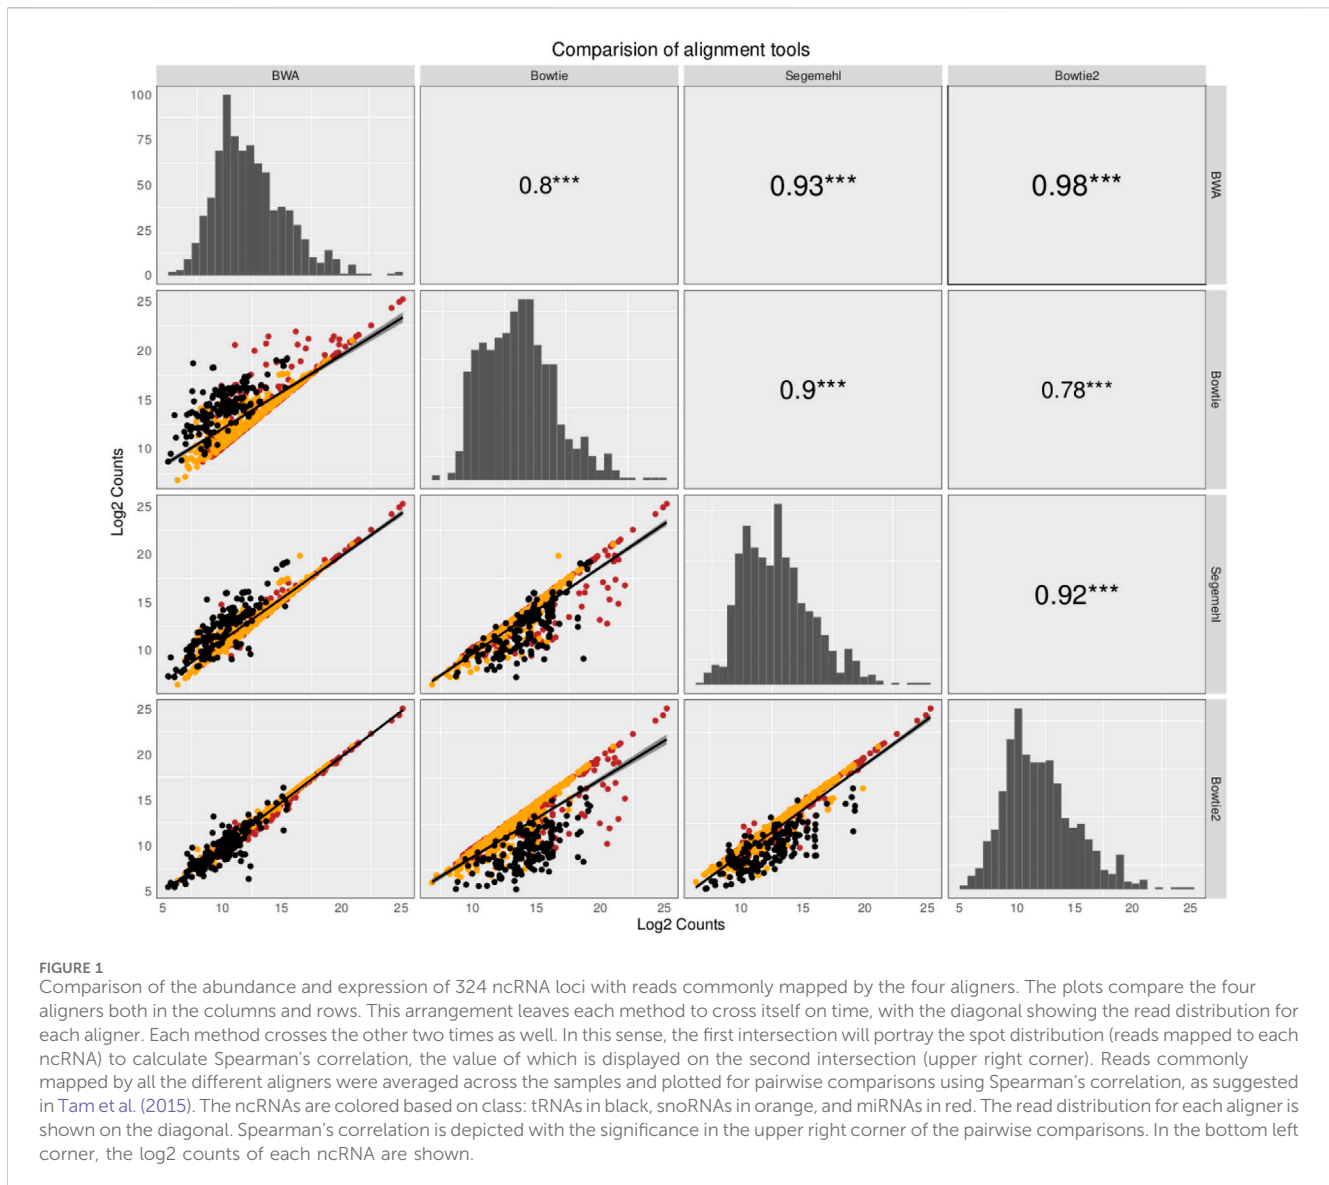 Comparision of alignment tools
BWA
Bowtie
Segemehl
Bowtie2
100
75
50
25
0
0.8***
0.93***
0.98***
BWA
25
20
15
10
0.9***
0.78***
Bowtie
Log2 Counts
25
20
15
10
0.92***
Segemehl
25
20
15
10
5
Bowtie2
5
10
15
20
25
10
15
20
25
10
15
20
25
5
10
15
20
25
Log2 Counts
FIGURE 1
Comparison of the abundance and expression of 324 ncRNA loci with reads commonly mapped by the four aligners. The plots compare the four
aligners both in the columns and rows. This arrangement leaves each method to cross itself on time, with the diagonal showing the read distribution for
each aligner. Each method crosses the other two times as well. In this sense, the first intersection will portray the spot distribution (reads mapped to each
ncRNA) to calculate Spearman's correlation, the value of which is displayed on the second intersection (upper right corner). Reads commonly
mapped by all the different aligners were averaged across the samples and plotted for pairwise comparisons using Spearman's correlation, as suggested
in Tam et al. (2015). The ncRNAs are colored based on class: tRNAs in black, snoRNAs in orange, and miRNAs in red. The read distribution for each aligner is
shown on the diagonal. Spearman's correlation is depicted with the significance in the upper right corner of the pairwise comparisons. In the bottom left
corner, the log2 counts of each ncRNA are shown.